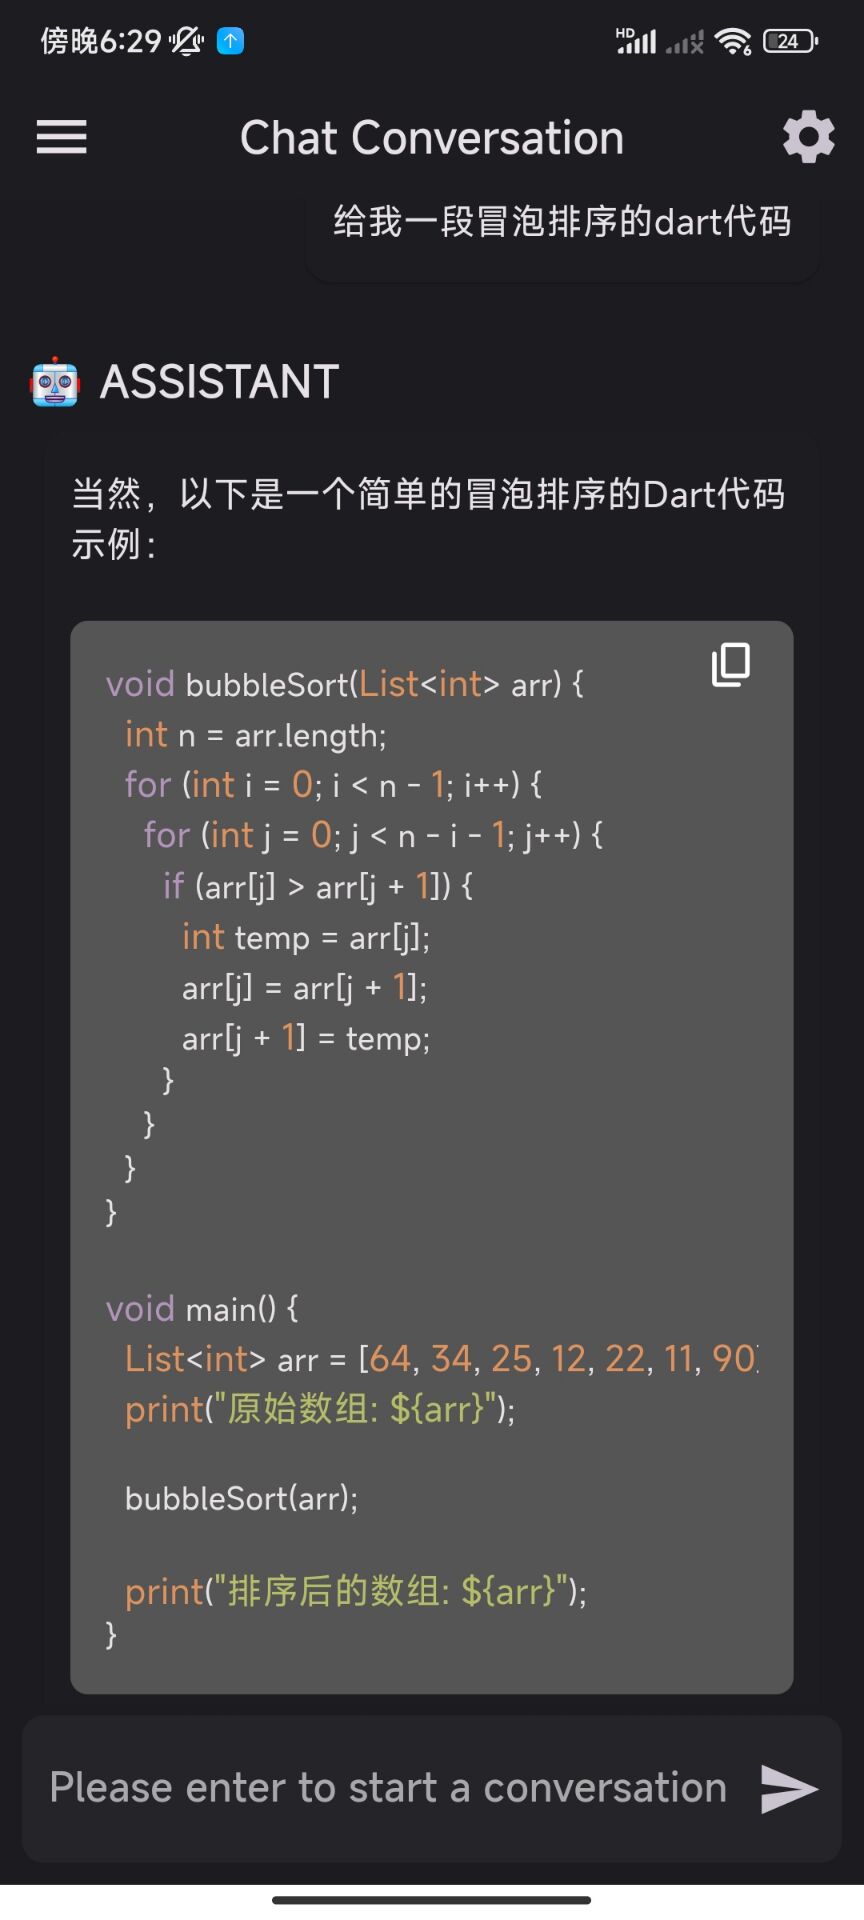 傍晚6:29
HD
6
24
Chat Conversation
给我一段冒泡排序的dart代码
ASSISTANT
当然，以下是一个简单的冒泡排序的Dart代码
示例：
void bubbleSort(List<int> arr) {
  int n = arr.length;
  for (int i = 0; i < n - 1; i++) {
    for (int j = 0; j < n - i - 1; j++) {
      if (arr[j] > arr[j + 1]) {
        int temp = arr[j];
        arr[j] = arr[j + 1];
        arr[j + 1] = temp;
      }
    }
  }
}
void main() {
  List<int> arr = [64, 34, 25, 12, 22, 11, 90
  print("原始数组: ${arr}");
  bubbleSort(arr);
  print("排序后的数组: ${arr}");
}
Please enter to start a conversation